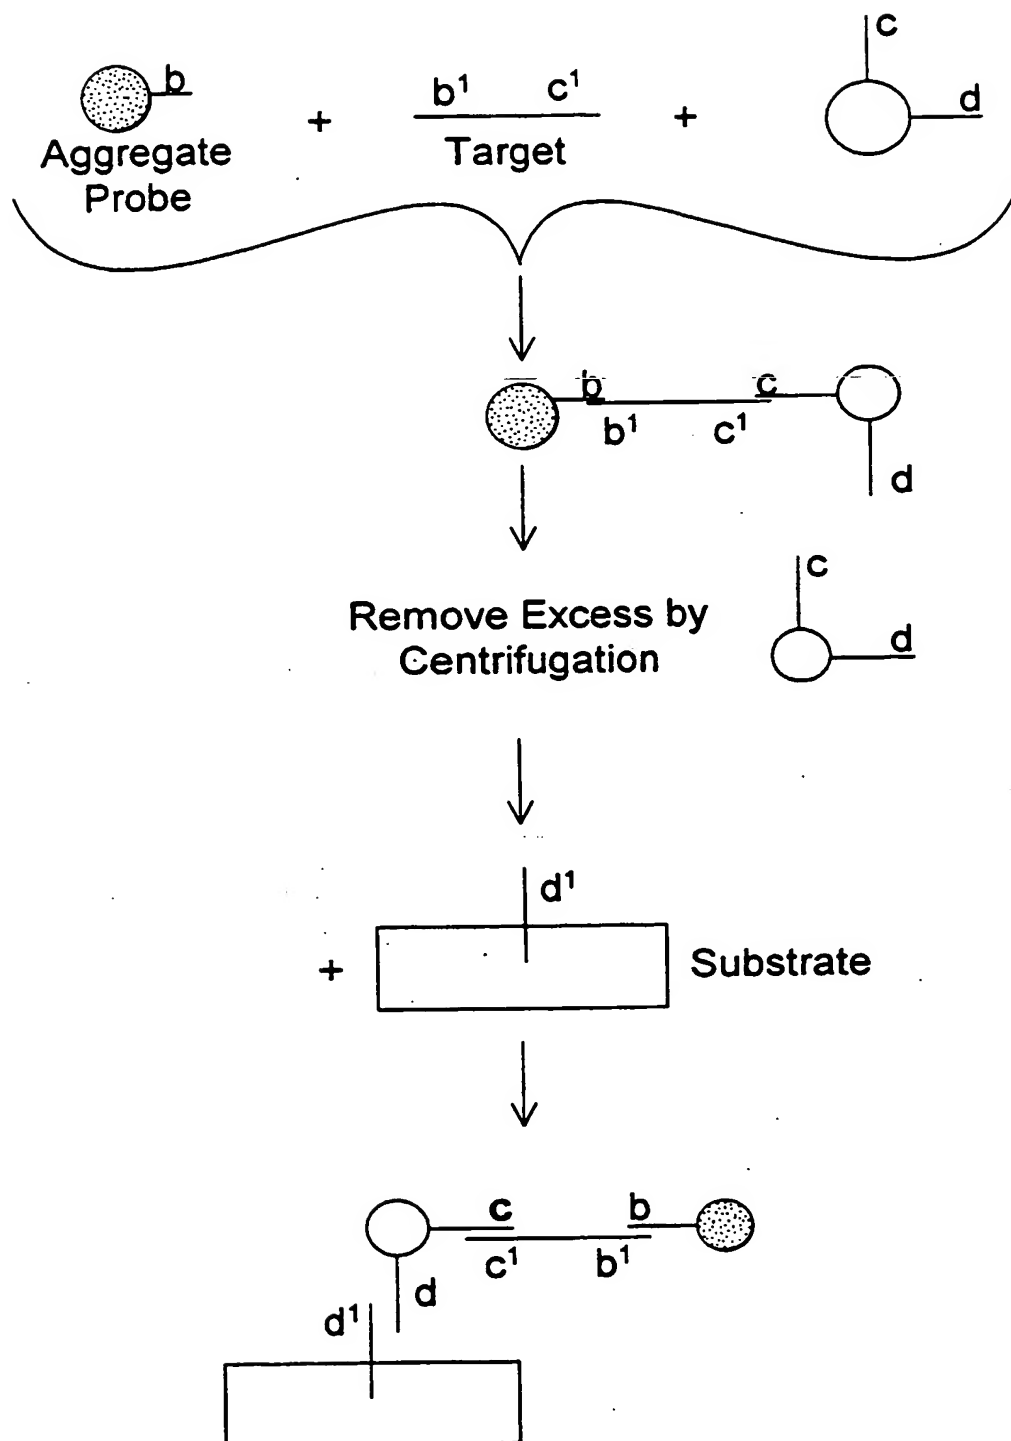 c
b
b¹ c¹
d
+
+
Aggregate
Probe
Target
b
c
b¹
c¹
d
c
Remove Excess by
Centrifugation
d
d¹
+
Substrate
c
b
c¹
b¹
d
d¹